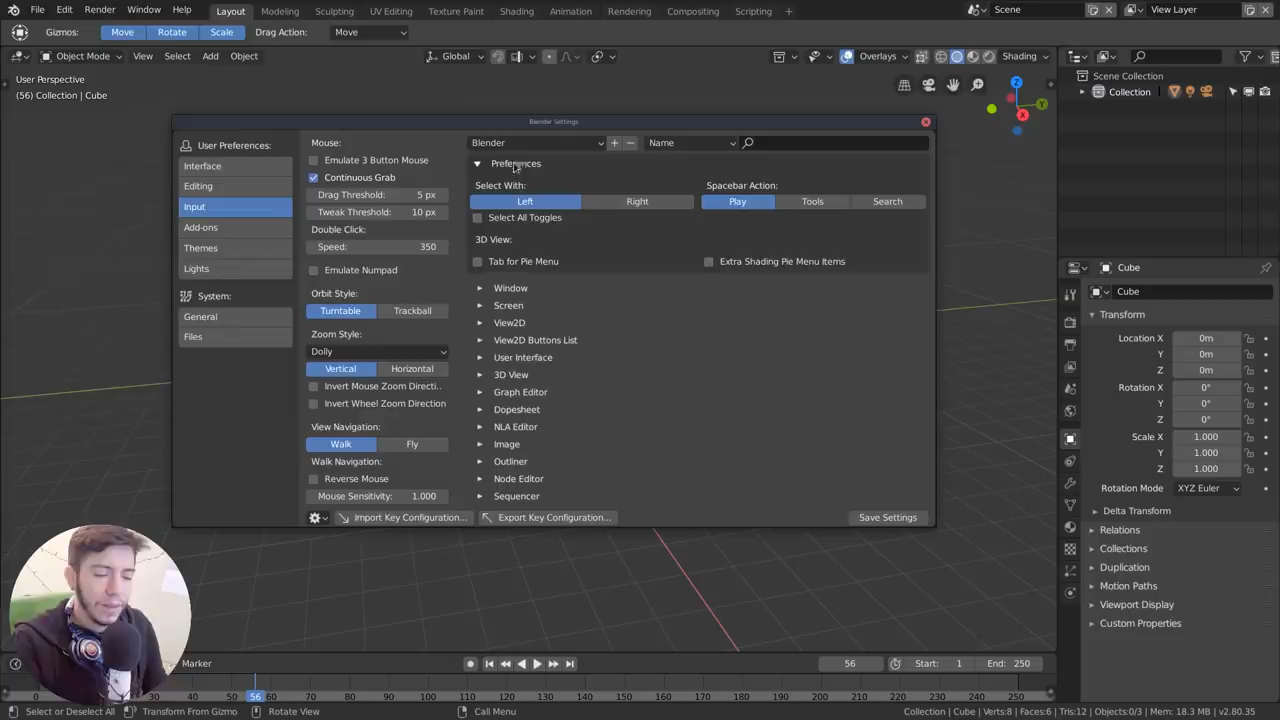 File Edit Render Window Help Layout Modeling Sculpting UV Editing Texture Paint Shading Animation Rendering Compositing Scripting + Scene View Layer
Gizmos: Move Rotate Scale Drag Action: Move
Object Mode View Select Add Object Global Overlays Shading
User Perspective
(56) Collection | Cube
Z
Y
X
Scene Collection
Collection
Blender Settings
User Preferences:
Interface
Editing
Input
Add-ons
Themes
Lights
System:
General
Files
Mouse:
Emulate 3 Button Mouse
Continuous Grab
Drag Threshold: 5 px
Tweak Threshold: 10 px
Double Click:
Speed: 350
Emulate Numpad
Orbit Style:
Turntable Trackball
Zoom Style:
Dolly
Vertical Horizontal
Invert Mouse Zoom Directi..
Invert Wheel Zoom Direction
View Navigation:
Walk Fly
Walk Navigation:
Reverse Mouse
Mouse Sensitivity: 1.000
Blender + − Name
Preferences
Select With: Spacebar Action:
Left Right Play Tools Search
Select All Toggles
3D View:
Tab for Pie Menu Extra Shading Pie Menu Items
Window
Screen
View2D
View2D Buttons List
User Interface
3D View
Graph Editor
Dopesheet
NLA Editor
Image
Outliner
Node Editor
Sequencer
Import Key Configuration... Export Key Configuration... Save Settings
Cube
Cube
Transform
Location X 0m
Y 0m
Z 0m
Rotation X 0°
Y 0°
Z 0°
Scale X 1.000
Y 1.000
Z 1.000
Rotation Mode XYZ Euler
Delta Transform
Relations
Collections
Duplication
Motion Paths
Viewport Display
Custom Properties
Marker 56 Start: 1 End: 250
0 50 56 60 70 80 90 100 110 120 130 140 150 160 170 180 190 200 210 220 230 240 250
Select or Deselect All Transform From Gizmo Rotate View Call Menu Collection | Cube | Verts:8 | Faces:6 | Tris:12 | Objects:0/3 | Mem: 18.3 MB | v2.80.35